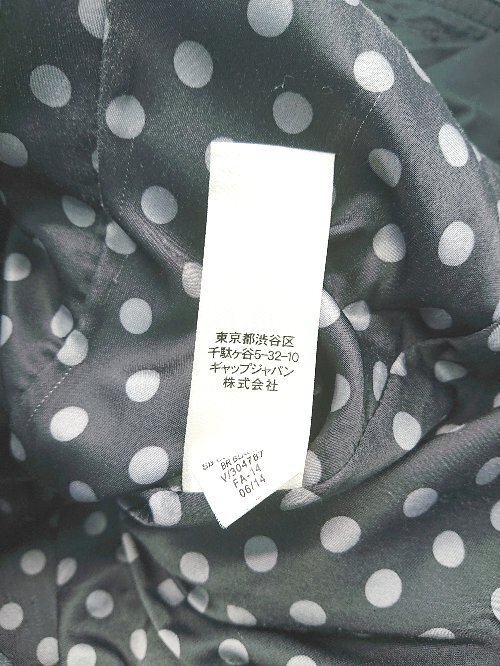 東京都渋谷区
千駄ヶ谷5-32-10
ギャップジャパン
株式会社
V/304787
FA-14
06/14